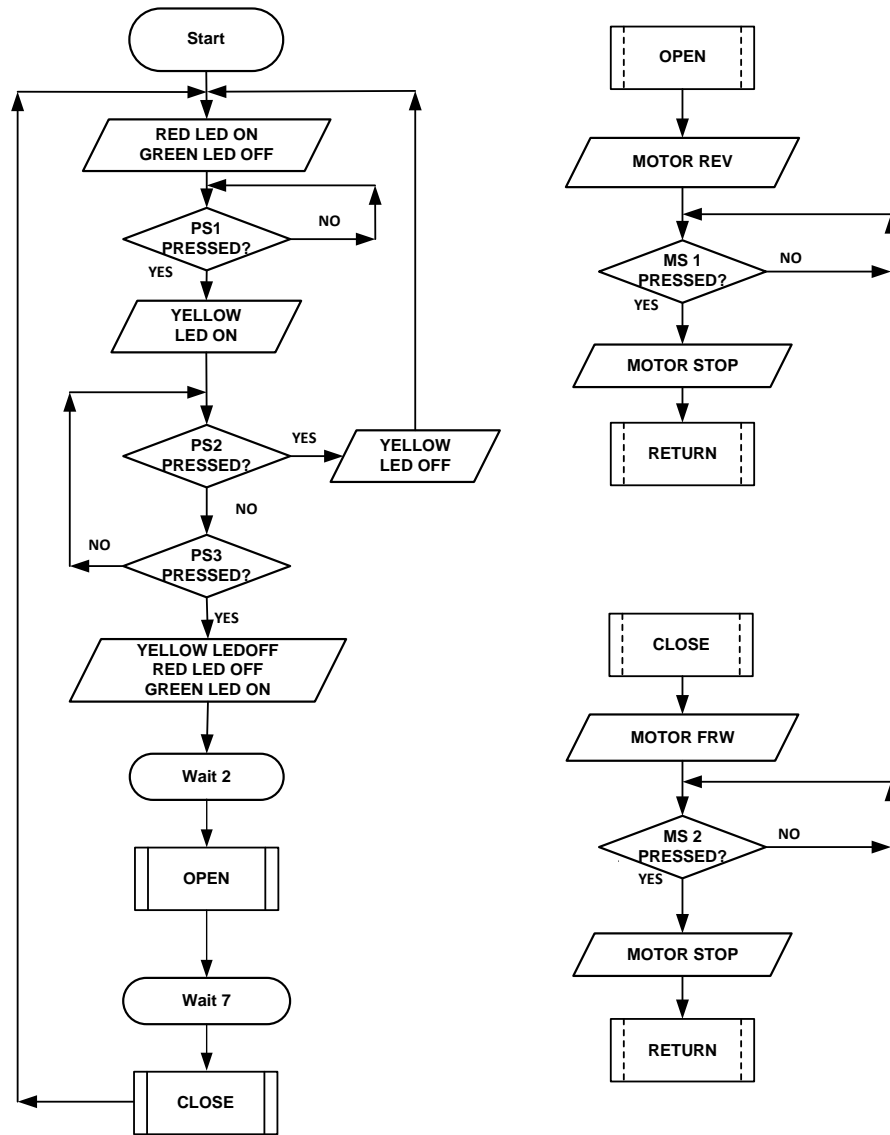 Start
RED LED ON
GREEN LED OFF
PS1
PRESSED?
NO
YES
YELLOW
LED ON
PS2
PRESSED?
YES
YELLOW
LED OFF
NO
PS3
PRESSED?
NO
YES
YELLOW LEDOFF
RED LED OFF
GREEN LED ON
Wait 2
OPEN
Wait 7
CLOSE
OPEN
MOTOR REV
MS 1
PRESSED?
NO
YES
MOTOR STOP
RETURN
CLOSE
MOTOR FRW
MS 2
PRESSED?
NO
YES
MOTOR STOP
RETURN